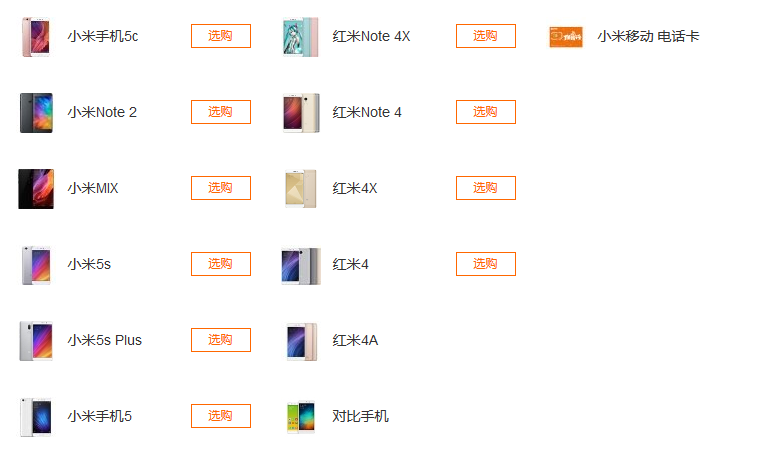 小米手机5c 选购 红米Note 4X 选购 小米移动 电话卡
小米Note 2 选购 红米Note 4 选购
小米MIX 选购 红米4X 选购
小米5s 选购 红米4 选购
小米5s Plus 选购 红米4A
小米手机5 选购 对比手机